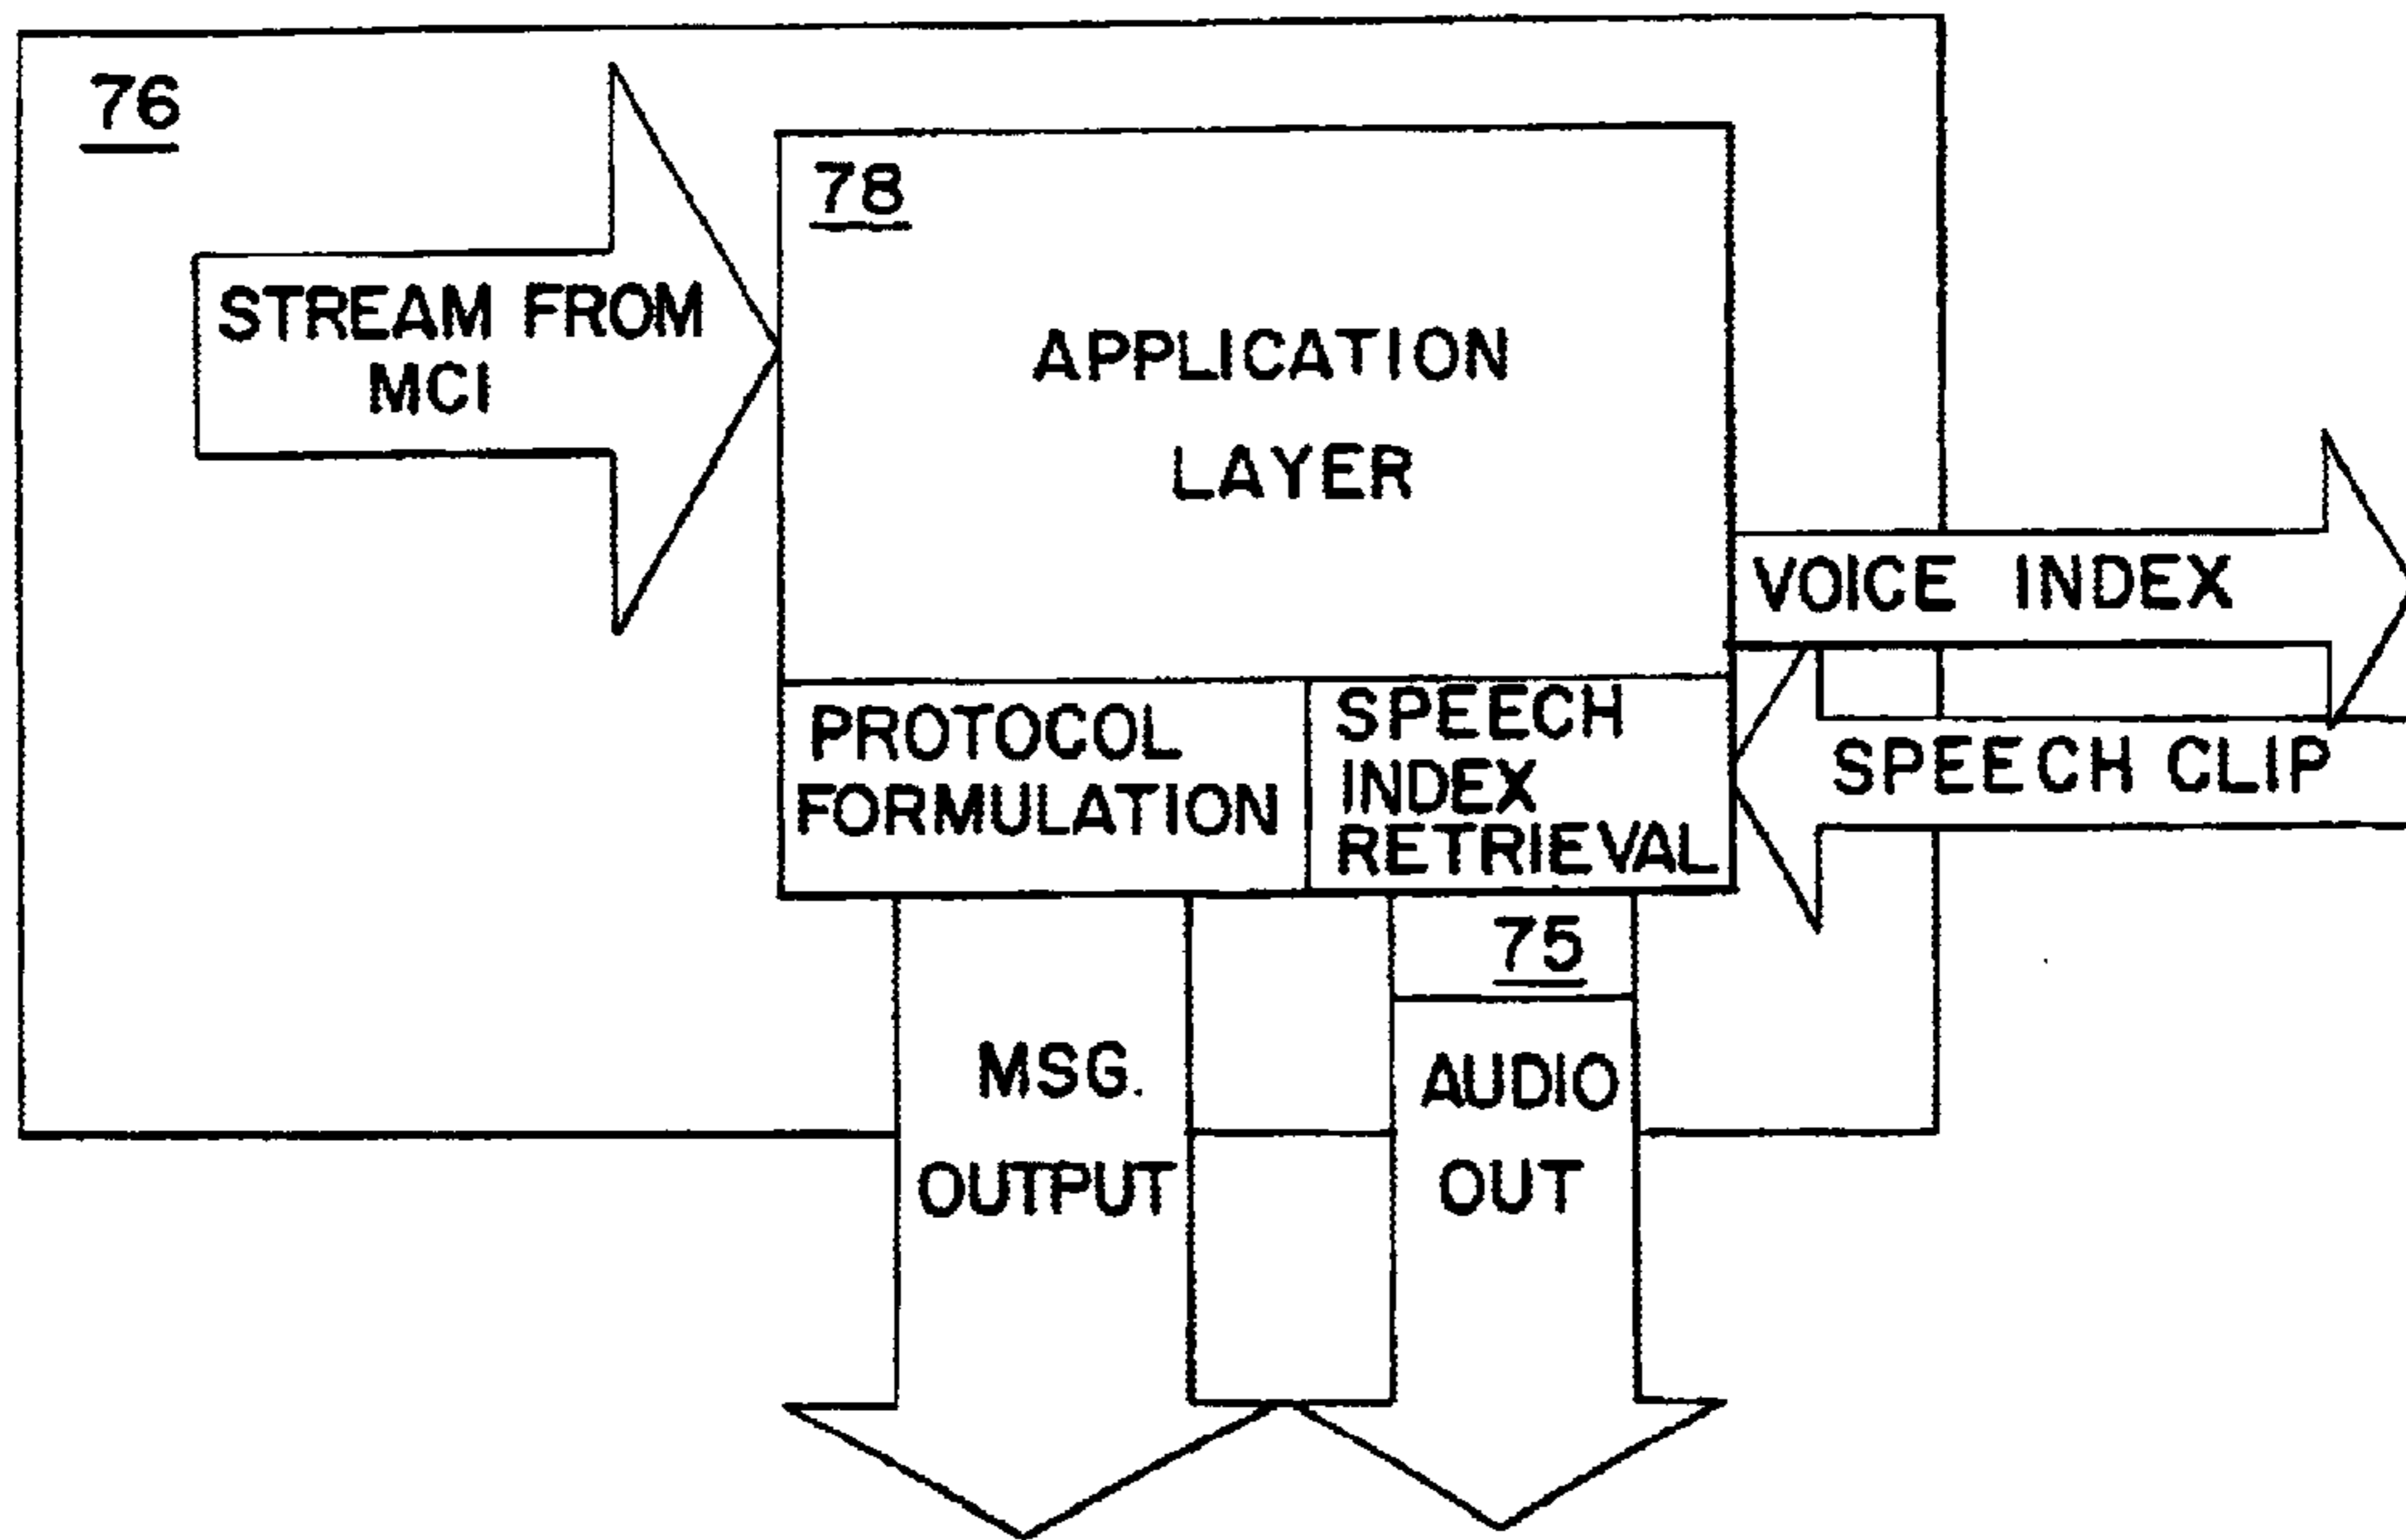 76
STREAM FROM
MCI
78
APPLICATION
LAYER
VOICE INDEX
SPEECH CLIP
PROTOCOL
FORMULATION
SPEECH
INDEX
RETRIEVAL
75
MSG.
OUTPUT
AUDIO
OUT